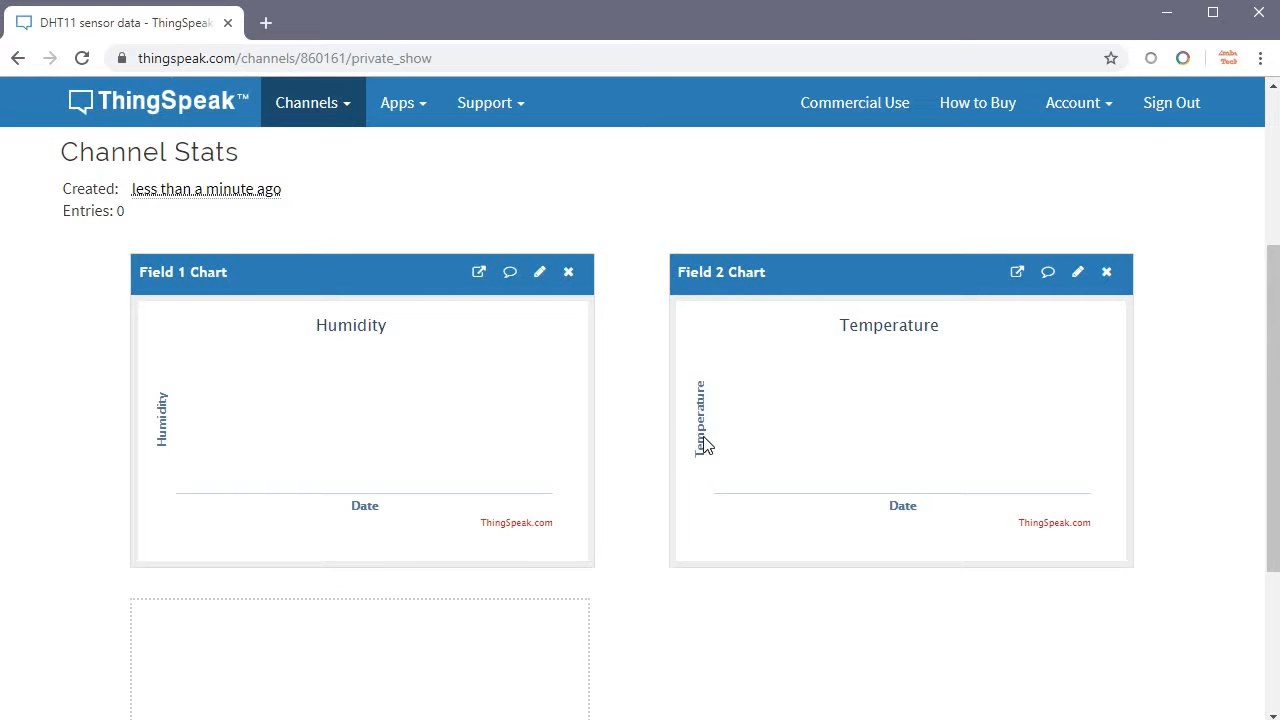 DHT11 sensor data - ThingSpeak
thingspeak.com/channels/860161/private_show
ThingSpeak™ Channels Apps Support Commercial Use How to Buy Account Sign Out
Channel Stats
Created: less than a minute ago
Entries: 0
Field 1 Chart
Humidity
Humidity
Date
ThingSpeak.com
Field 2 Chart
Temperature
Temperature
Date
ThingSpeak.com